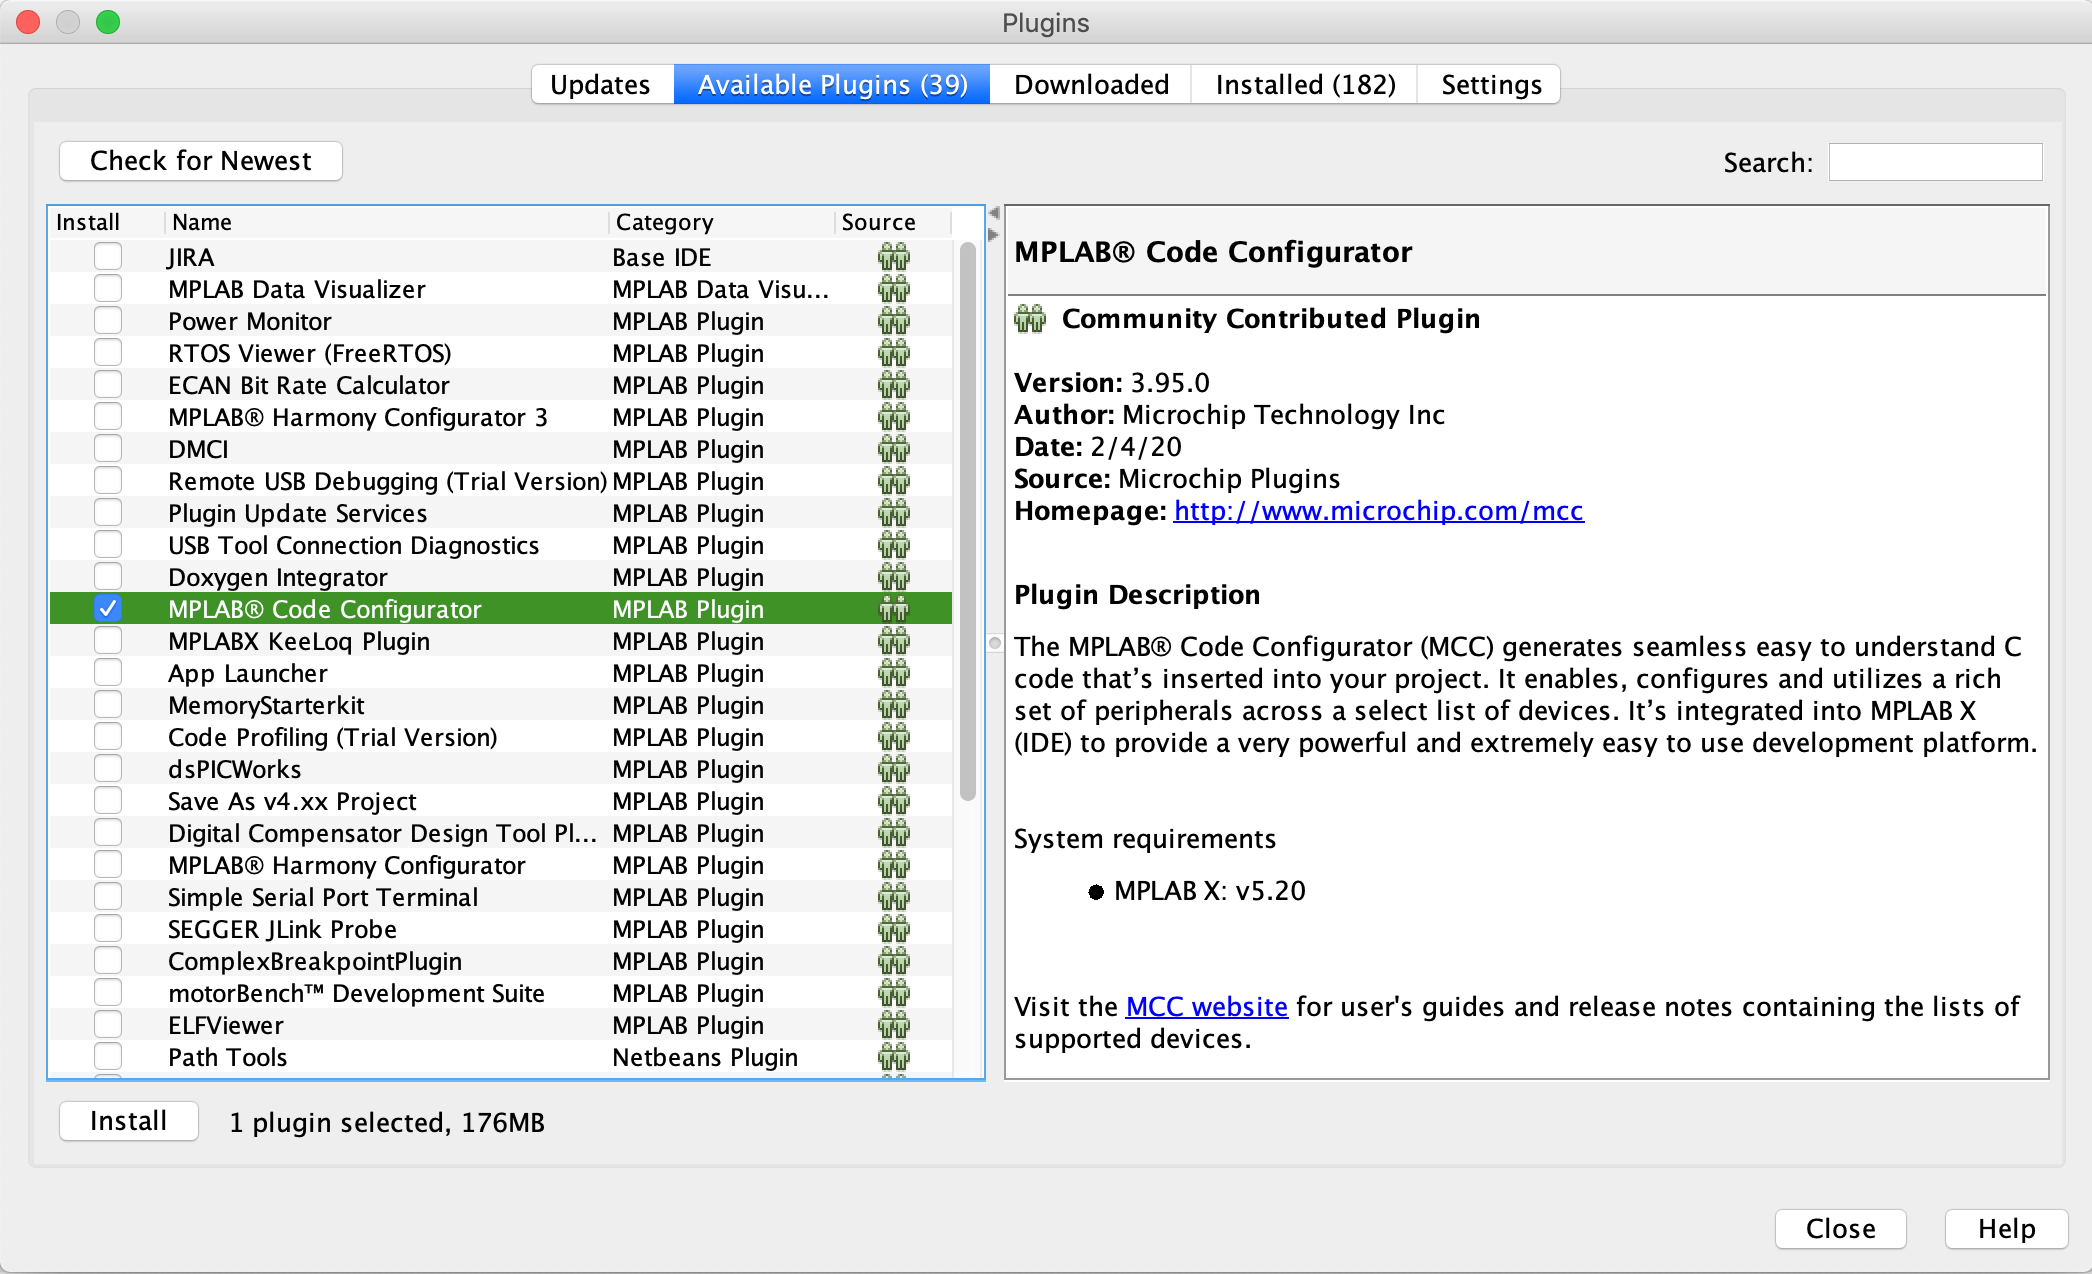 Plugins
Updates
Available Plugins (39)
Downloaded
Installed (182)
Settings
Check for Newest
Search:
Install Name Category Source
JIRA Base IDE
MPLAB Data Visualizer MPLAB Data Visu...
Power Monitor MPLAB Plugin
RTOS Viewer (FreeRTOS) MPLAB Plugin
ECAN Bit Rate Calculator MPLAB Plugin
MPLAB® Harmony Configurator 3 MPLAB Plugin
DMCI MPLAB Plugin
Remote USB Debugging (Trial Version) MPLAB Plugin
Plugin Update Services MPLAB Plugin
USB Tool Connection Diagnostics MPLAB Plugin
Doxygen Integrator MPLAB Plugin
MPLAB® Code Configurator MPLAB Plugin
MPLABX KeeLoq Plugin MPLAB Plugin
App Launcher MPLAB Plugin
MemoryStarterkit MPLAB Plugin
Code Profiling (Trial Version) MPLAB Plugin
dsPICWorks MPLAB Plugin
Save As v4.xx Project MPLAB Plugin
Digital Compensator Design Tool Pl... MPLAB Plugin
MPLAB® Harmony Configurator MPLAB Plugin
Simple Serial Port Terminal MPLAB Plugin
SEGGER JLink Probe MPLAB Plugin
ComplexBreakpointPlugin MPLAB Plugin
motorBench™ Development Suite MPLAB Plugin
ELFViewer MPLAB Plugin
Path Tools Netbeans Plugin
MPLAB® Code Configurator
Community Contributed Plugin
Version: 3.95.0
Author: Microchip Technology Inc
Date: 2/4/20
Source: Microchip Plugins
Homepage: http://www.microchip.com/mcc
Plugin Description
The MPLAB® Code Configurator (MCC) generates seamless easy to understand C
code that’s inserted into your project. It enables, configures and utilizes a rich
set of peripherals across a select list of devices. It’s integrated into MPLAB X
(IDE) to provide a very powerful and extremely easy to use development platform.
System requirements
● MPLAB X: v5.20
Visit the MCC website for user's guides and release notes containing the lists of
supported devices.
Install
1 plugin selected, 176MB
Close
Help